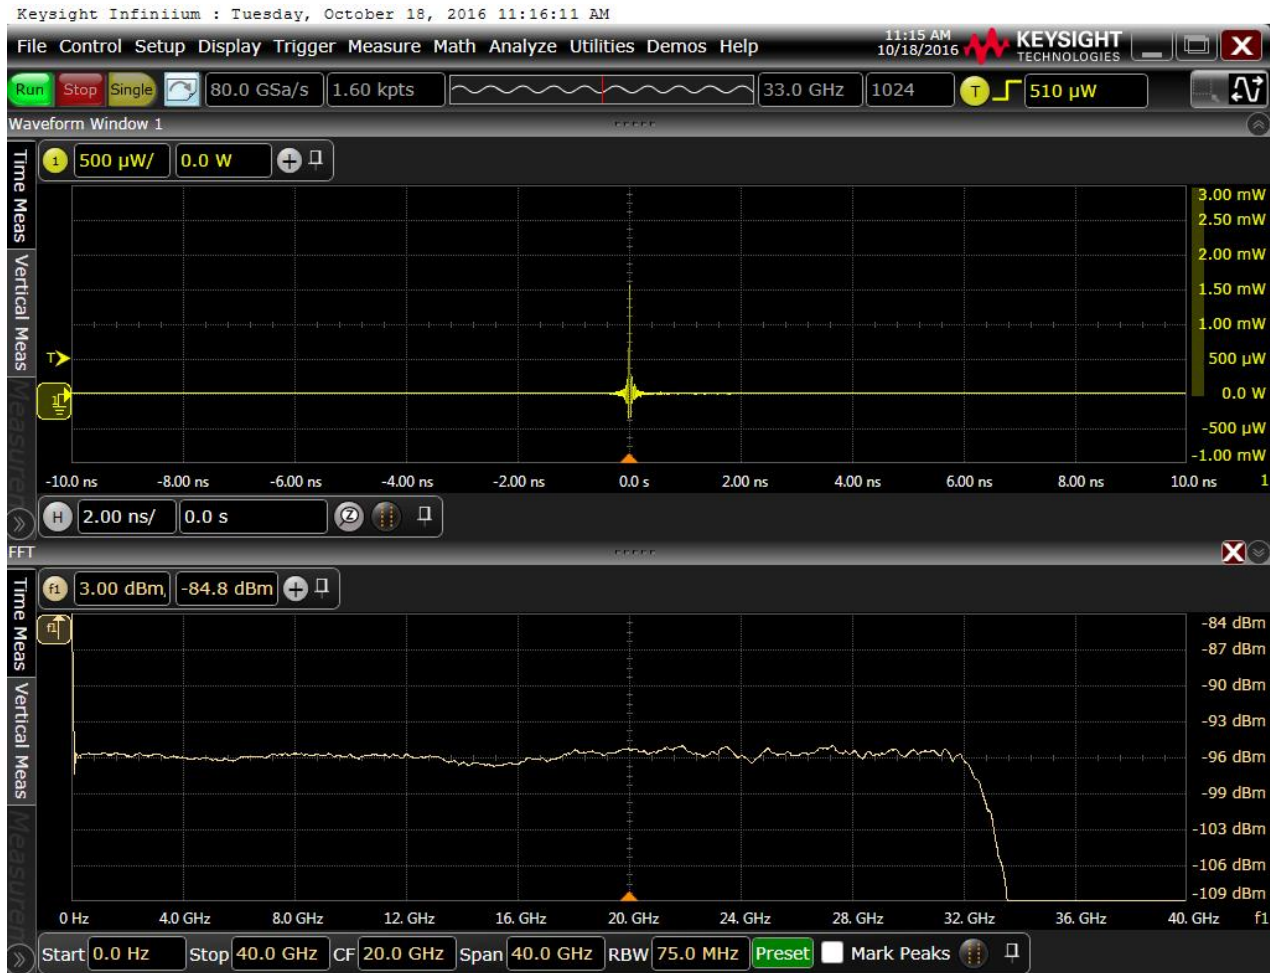 Keysight Infiniium : Tuesday, October 18, 2016 11:16:11 AM
File Control Setup Display Trigger Measure Math Analyze Utilities Demos Help 11:15 AM 10/18/2016 KEYSIGHT TECHNOLOGIES
Run Stop Single 80.0 GSa/s 1.60 kpts 33.0 GHz 1024 T 510 µW
Waveform Window 1
Time Meas
Vertical Meas
Measurem
1 500 µW/ 0.0 W
3.00 mW
2.50 mW
2.00 mW
1.50 mW
1.00 mW
T 500 µW
1 0.0 W
-500 µW
-1.00 mW
-10.0 ns -8.00 ns -6.00 ns -4.00 ns -2.00 ns 0.0 s 2.00 ns 4.00 ns 6.00 ns 8.00 ns 10.0 ns 1
H 2.00 ns/ 0.0 s Z
FFT
Time Meas
Vertical Meas
Measurem
f1 3.00 dBm/ -84.8 dBm
f1 -84 dBm
-87 dBm
-90 dBm
-93 dBm
-96 dBm
-99 dBm
-103 dBm
-106 dBm
-109 dBm
0 Hz 4.0 GHz 8.0 GHz 12. GHz 16. GHz 20. GHz 24. GHz 28. GHz 32. GHz 36. GHz 40. GHz f1
Start 0.0 Hz Stop 40.0 GHz CF 20.0 GHz Span 40.0 GHz RBW 75.0 MHz Preset Mark Peaks